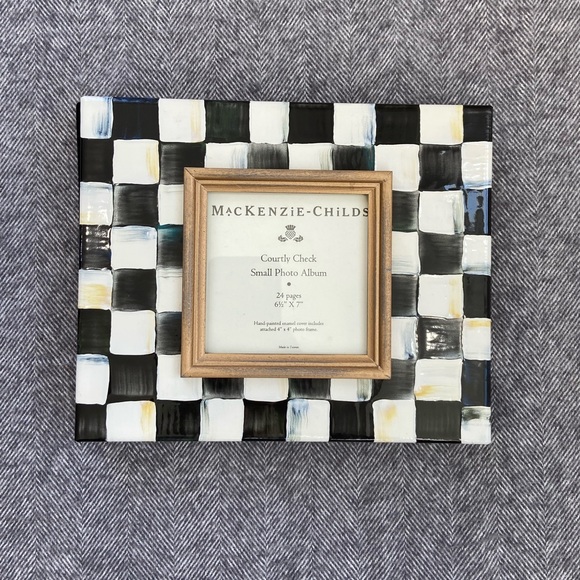 MACKENZIE-CHILDS
Courtly Check
Small Photo Album
24 pages
6½" X 7"
Hand-painted enamel cover includes
attached 4" x 4" photo frame.